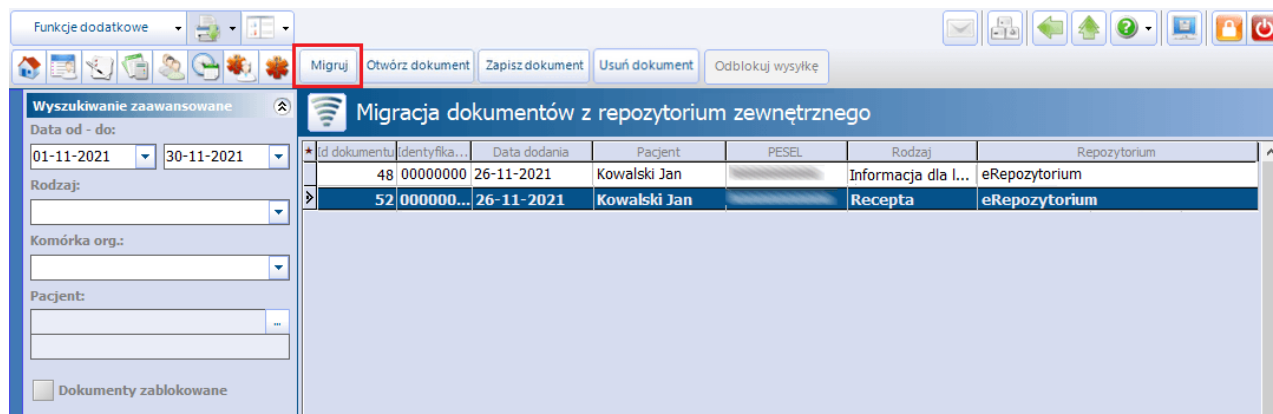 Funkcje dodatkowe
Migruj Otwórz dokument Zapisz dokument Usuń dokument Odblokuj wysyłkę
Wyszukiwanie zaawansowane
Data od - do:
01-11-2021 30-11-2021
Rodzaj:
Komórka org.:
Pacjent:
...
Dokumenty zablokowane
Migracja dokumentów z repozytorium zewnętrznego
Id dokumentu Identyfika... Data dodania Pacjent PESEL Rodzaj Repozytorium
48 00000000 26-11-2021 Kowalski Jan Informacja dla l... eRepozytorium
52 000000... 26-11-2021 Kowalski Jan Recepta eRepozytorium